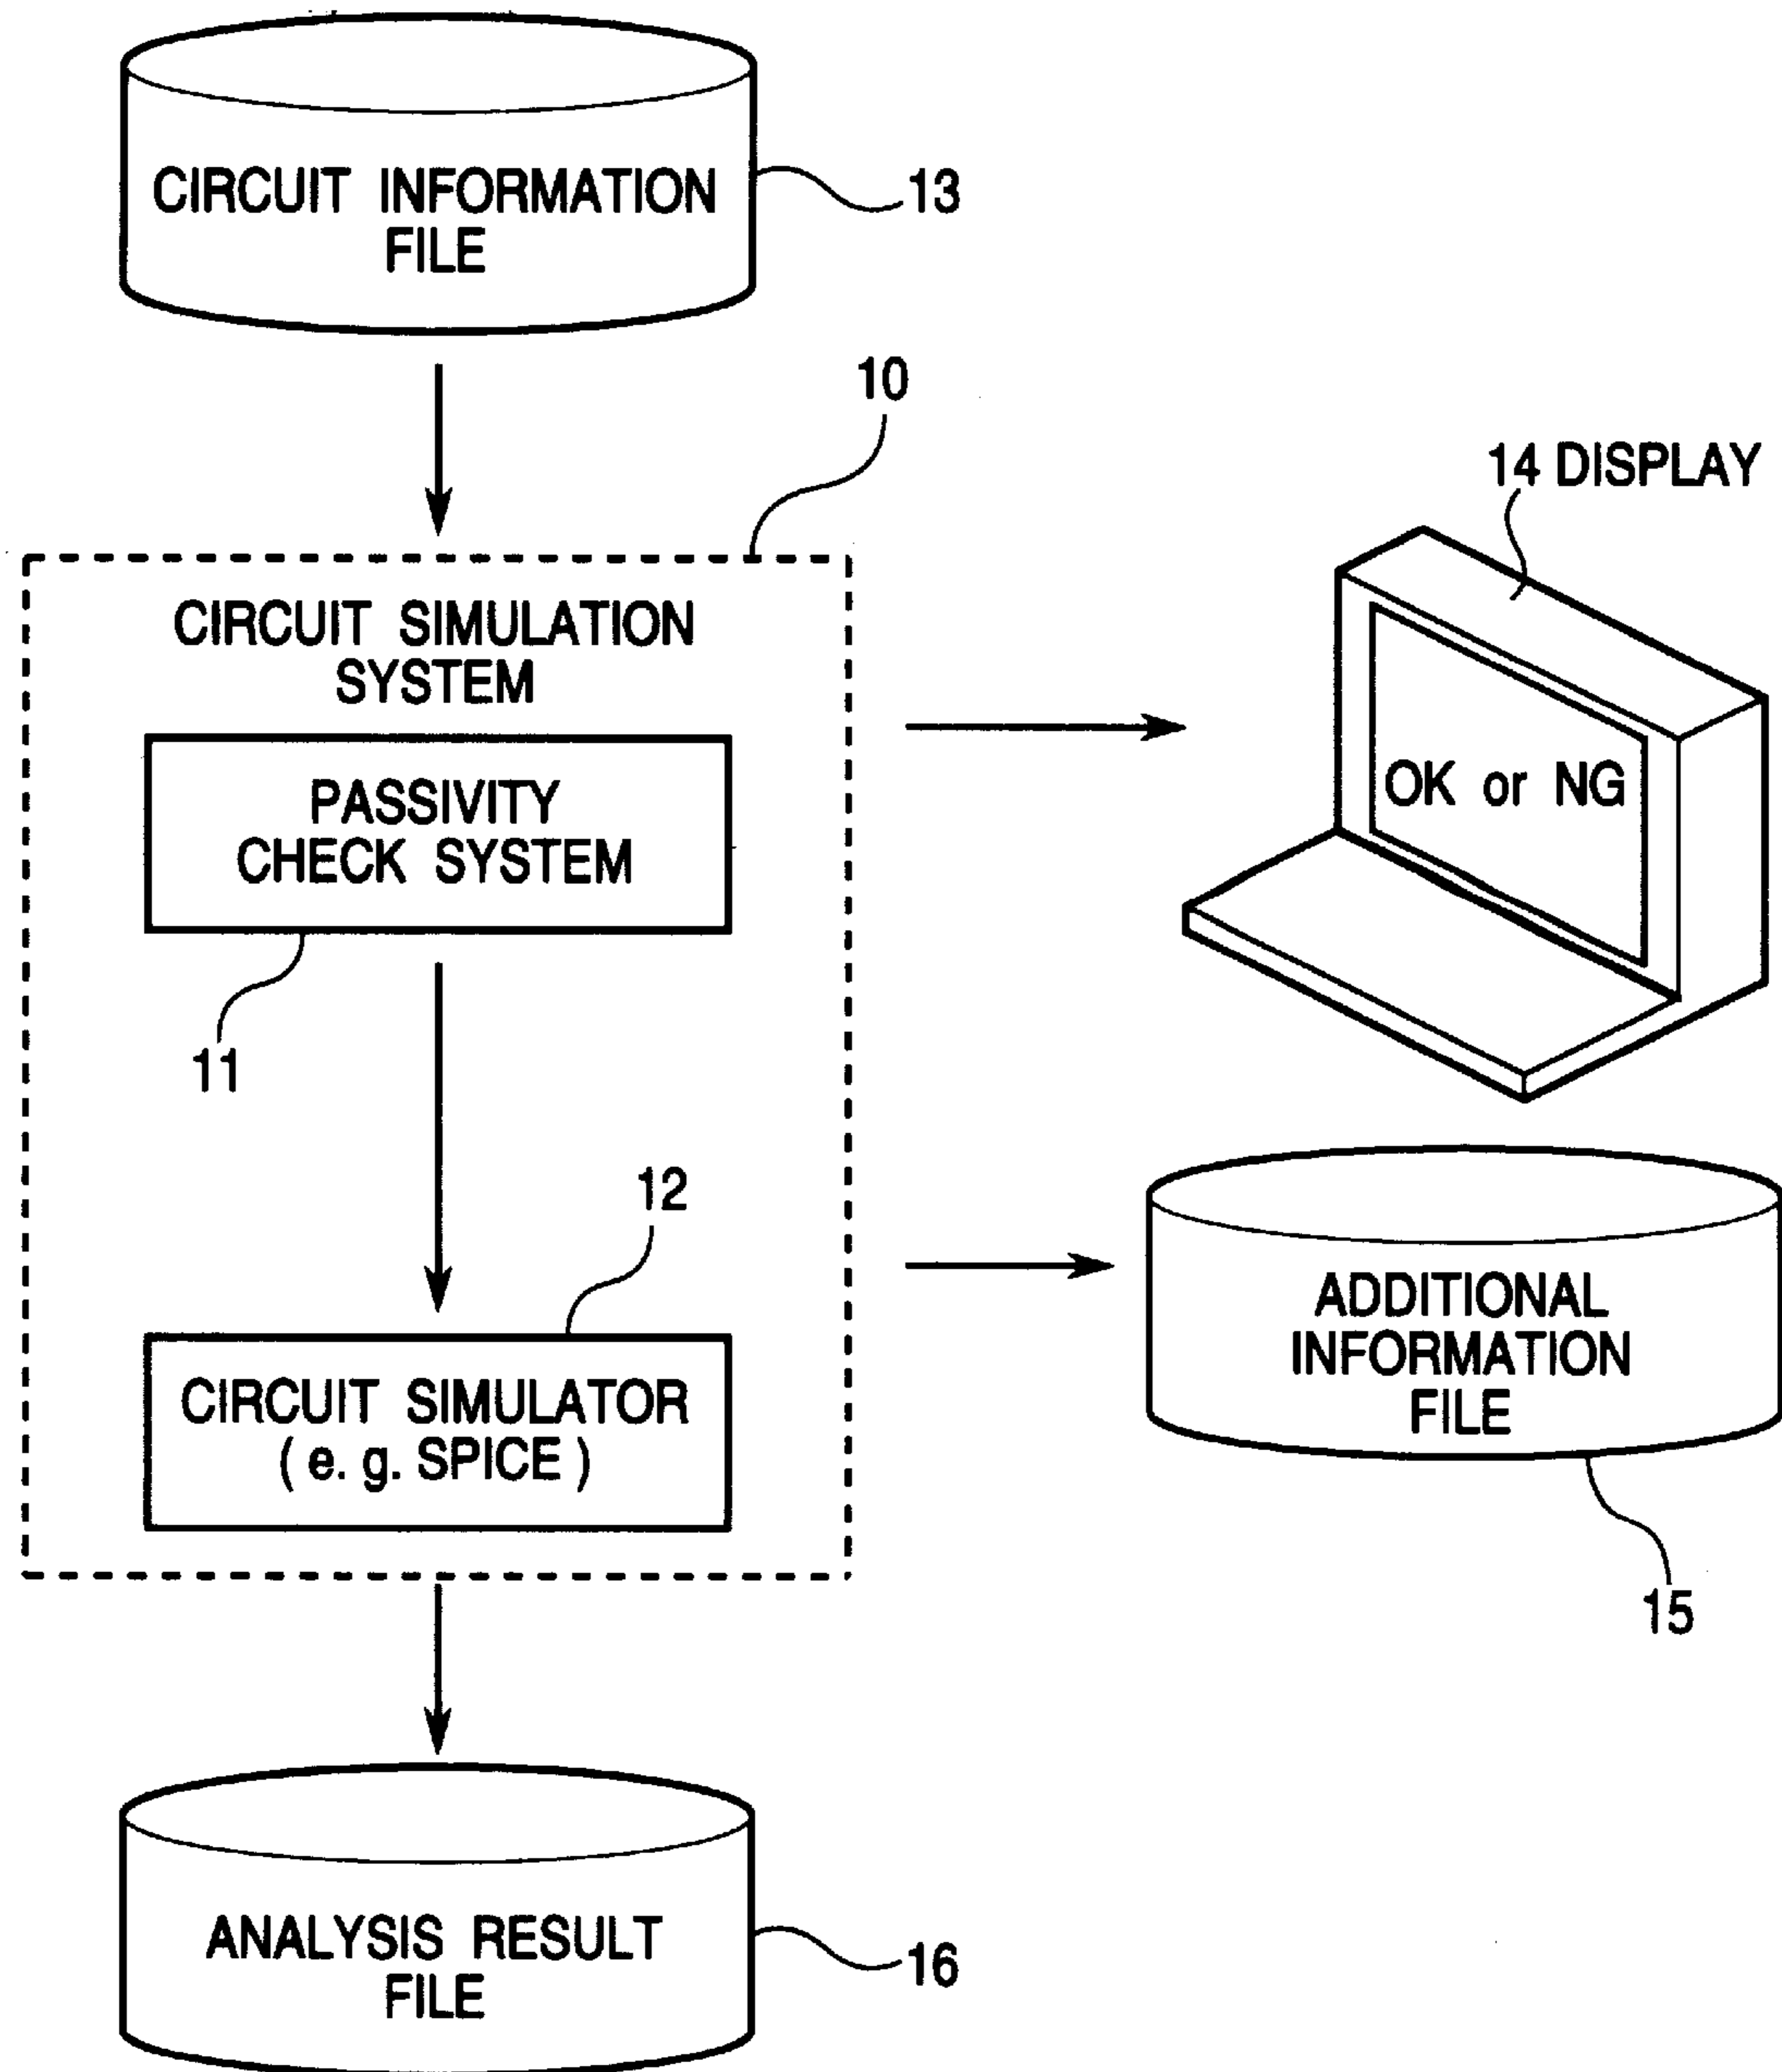 CIRCUIT INFORMATION
FILE
13
10
14 DISPLAY
CIRCUIT SIMULATION
SYSTEM
PASSIVITY
CHECK SYSTEM
OK or NG
11
12
CIRCUIT SIMULATOR
( e. g. SPICE )
ADDITIONAL
INFORMATION
FILE
15
ANALYSIS RESULT
FILE
16